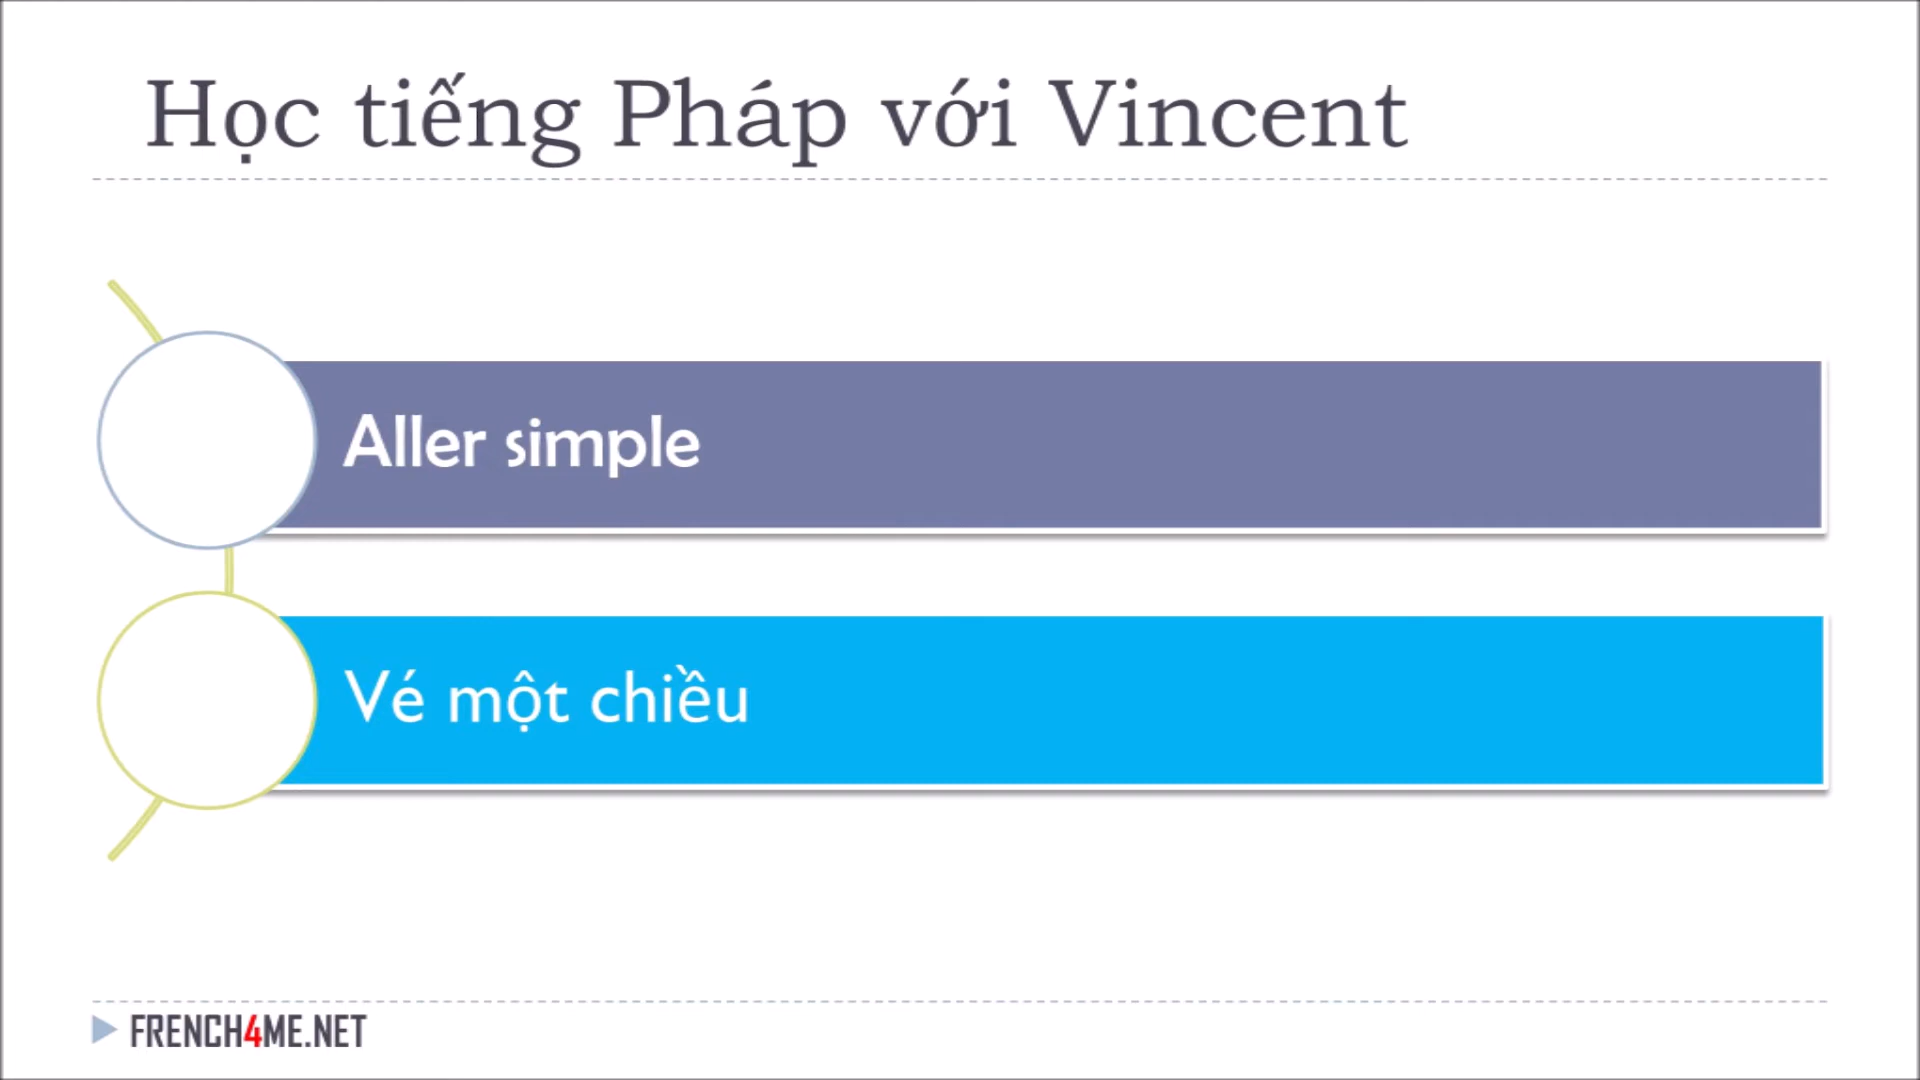 Học tiếng Pháp với Vincent
Aller simple
Vé một chiều
FRENCH4ME.NET